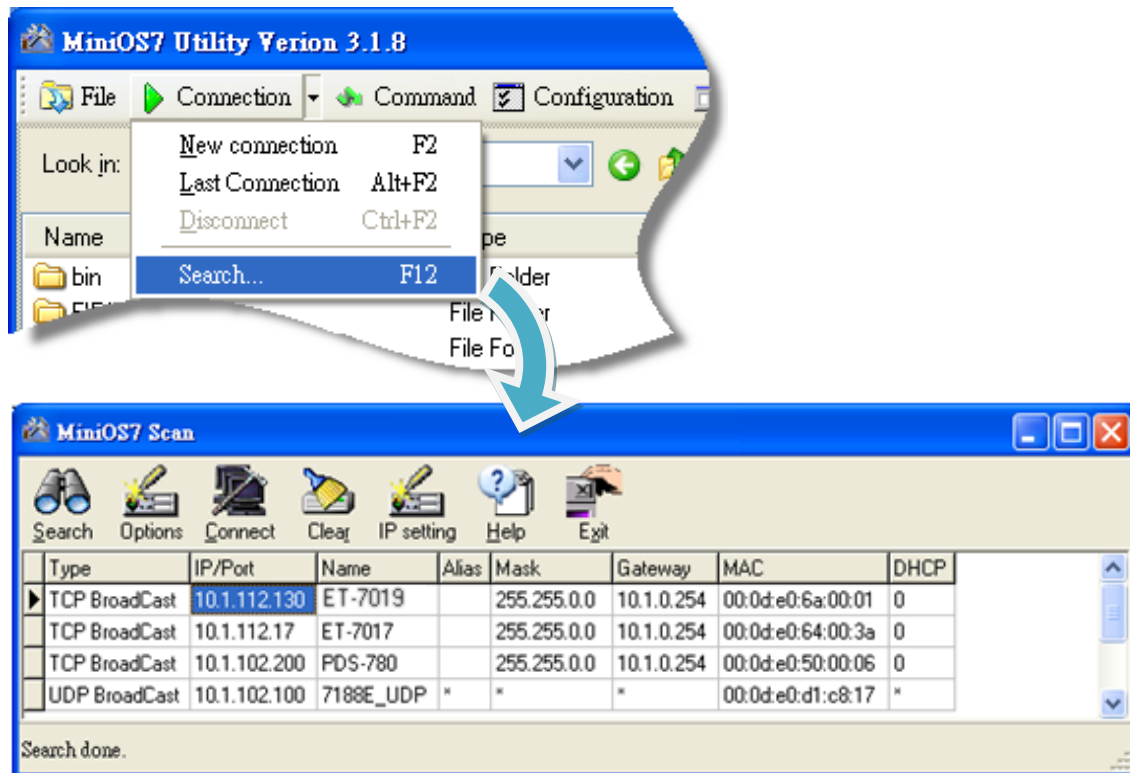 MiniOS7 Utility Verion 3.1.8
File Connection Command Configuration
Look in:
New connection F2
Last Connection Alt+F2
Disconnect Ctrl+F2
Search... F12
Name pe
bin Folder
File
File Fo
MiniOS7 Scan
Search Options Connect Clear IP setting Help Exit
Type IP/Port Name Alias Mask Gateway MAC DHCP
TCP BroadCast 10.1.112.130 ET-7019 255.255.0.0 10.1.0.254 00:0d:e0:6a:00:01 0
TCP BroadCast 10.1.112.17 ET-7017 255.255.0.0 10.1.0.254 00:0d:e0:64:00:3a 0
TCP BroadCast 10.1.102.200 PDS-780 255.255.0.0 10.1.0.254 00:0d:e0:50:00:06 0
UDP BroadCast 10.1.102.100 7188E_UDP * * * 00:0d:e0:d1:c8:17 *
Search done.